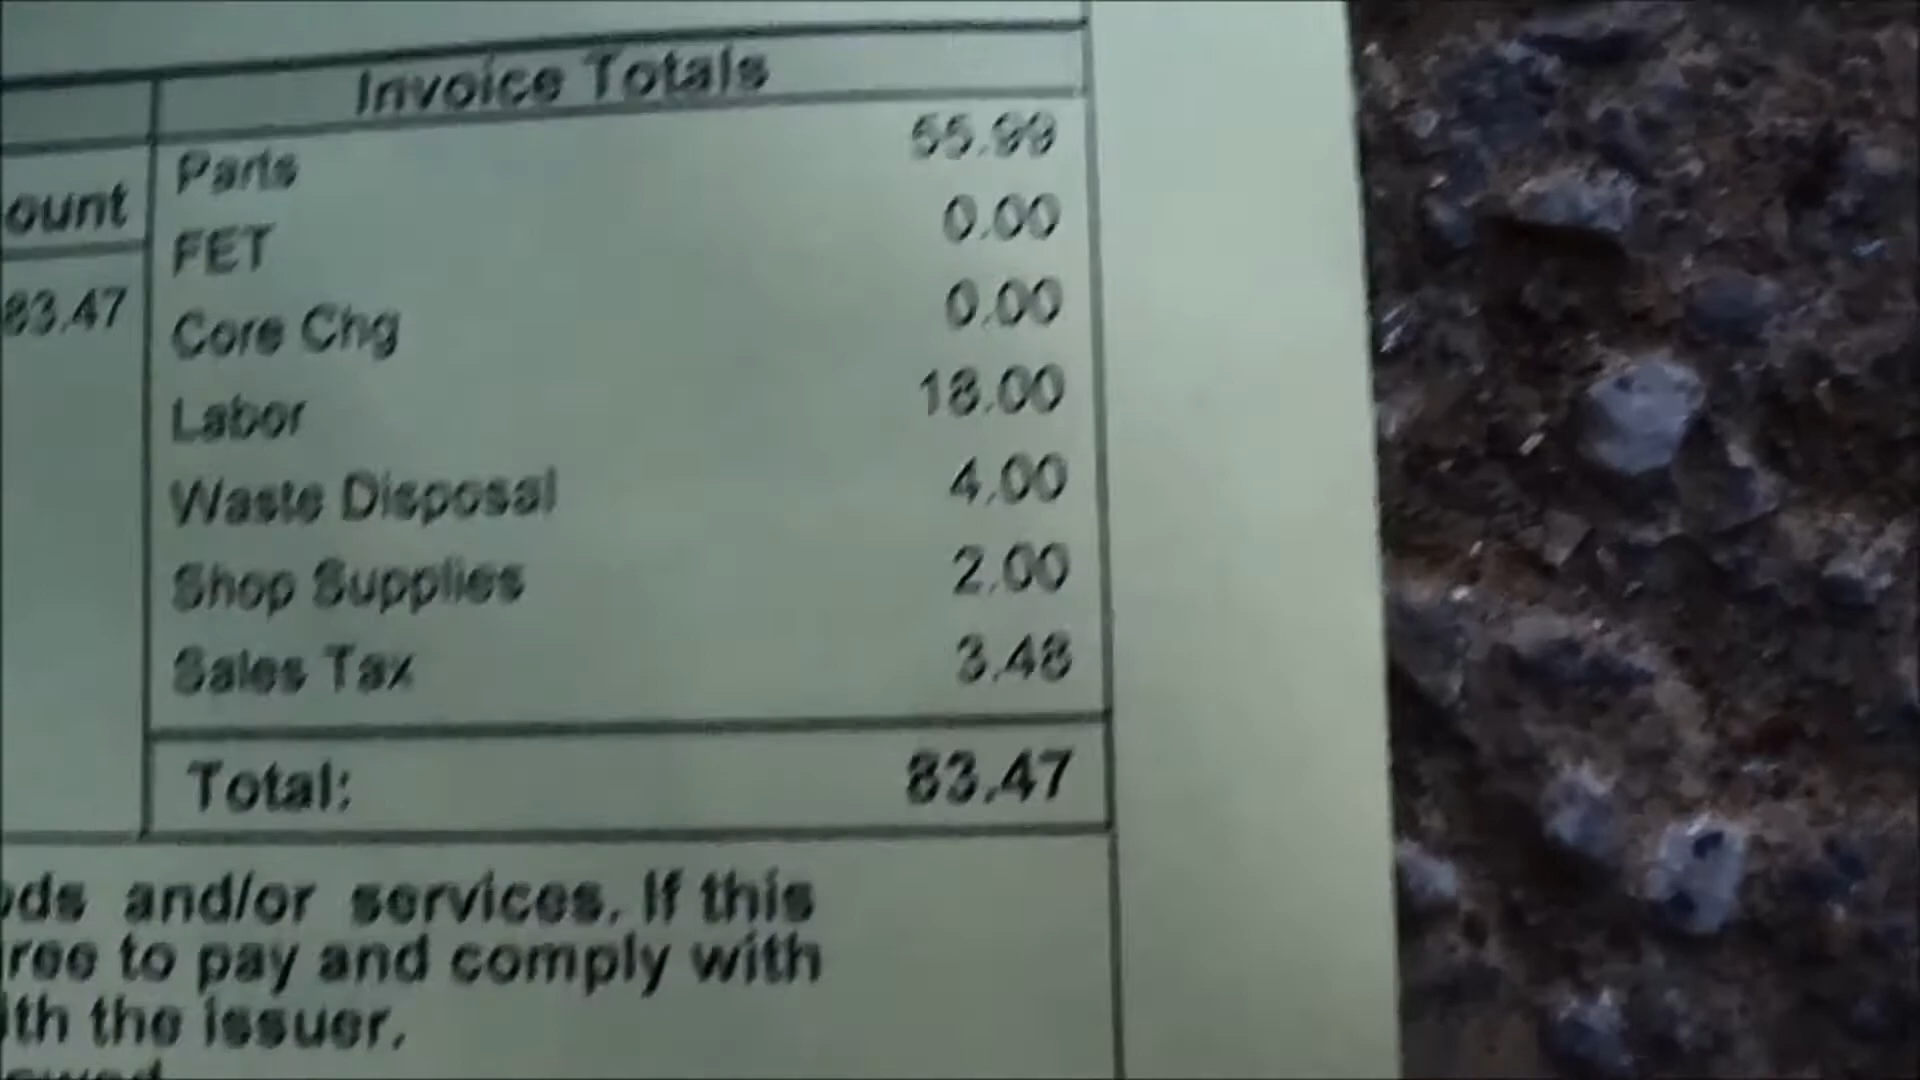 Invoice Totals
Parts 55.99
ount
FET 0.00
83.47
Core Chg 0.00
Labor 18.00
Waste Disposal 4.00
Shop Supplies 2.00
Sales Tax 3.48
Total: 83.47
ods and/or services. If this
ree to pay and comply with
ith the issuer.